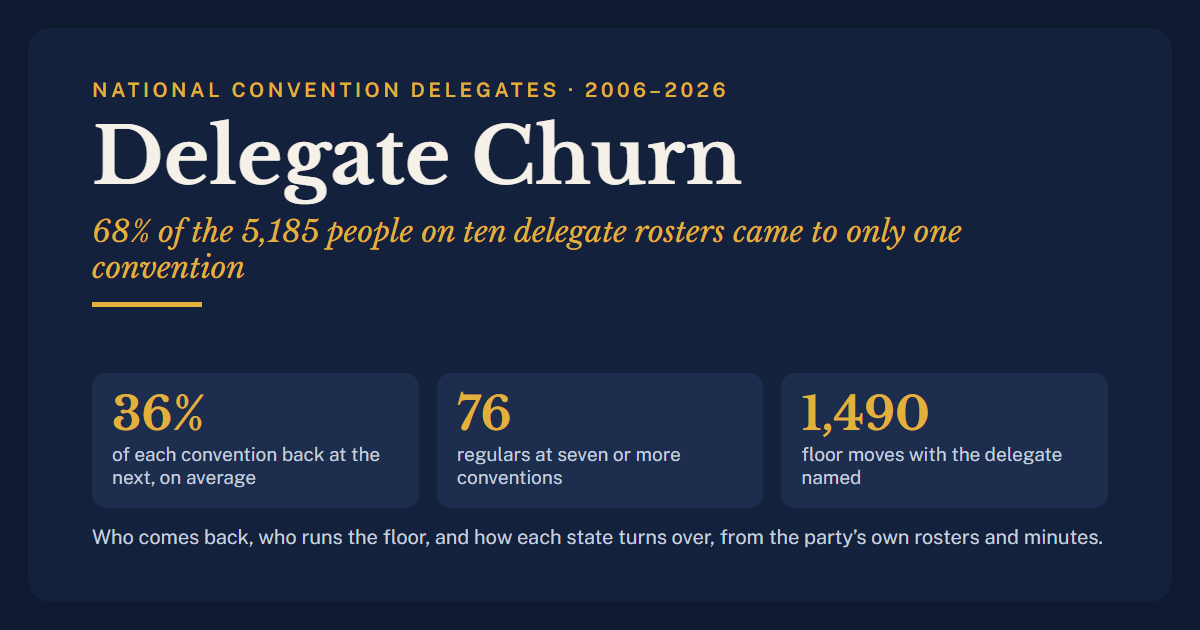 NATIONAL CONVENTION DELEGATES · 2006–2026
Delegate Churn
68% of the 5,185 people on ten delegate rosters came to only one
convention
36%
of each convention back at the
next, on average
76
regulars at seven or more
conventions
1,490
floor moves with the delegate
named
Who comes back, who runs the floor, and how each state turns over, from the party’s own rosters and minutes.